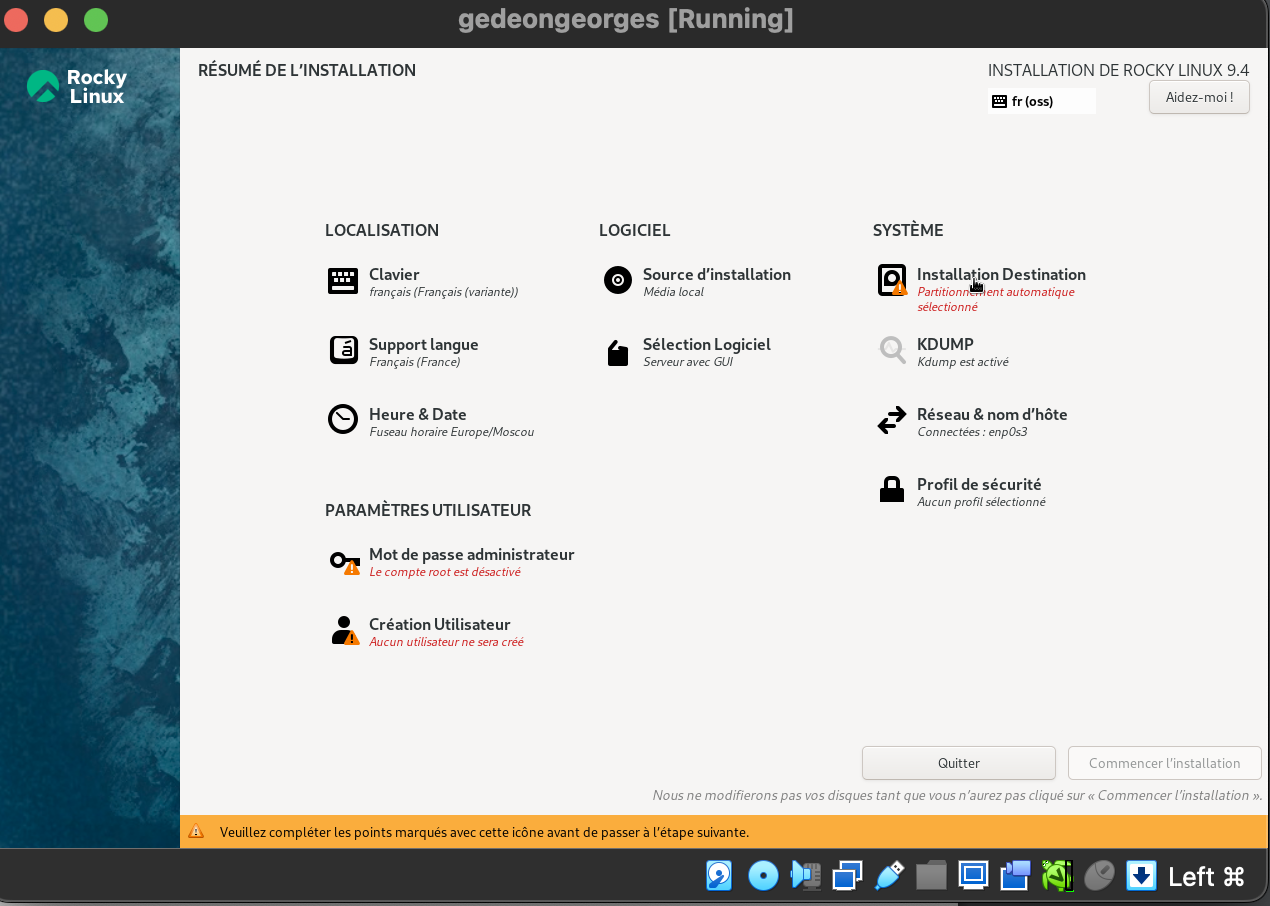 gedeongeorges [Running]
Rocky
Linux
RÉSUMÉ DE L'INSTALLATION
INSTALLATION DE ROCKY LINUX 9.4
fr (oss)
Aidez-moi !
LOCALISATION
Clavier
français (Français (variante))
Support langue
Français (France)
Heure & Date
Fuseau horaire Europe/Moscou
LOGICIEL
Source d'installation
Média local
Sélection Logiciel
Serveur avec GUI
SYSTÈME
Installation Destination
Partitionnement automatique
sélectionné
KDUMP
Kdump est activé
Réseau & nom d'hôte
Connectées : enp0s3
Profil de sécurité
Aucun profil sélectionné
PARAMÈTRES UTILISATEUR
Mot de passe administrateur
Le compte root est désactivé
Création Utilisateur
Aucun utilisateur ne sera créé
Quitter
Commencer l'installation
Nous ne modifierons pas vos disques tant que vous n'aurez pas cliqué sur « Commencer l'installation ».
Veuillez compléter les points marqués avec cette icône avant de passer à l'étape suivante.
Left ⌘